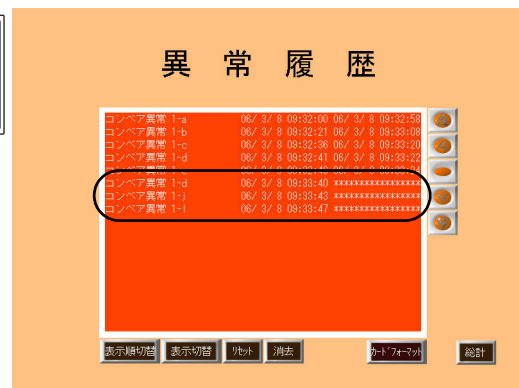 異 常 履 歴
コンベア異常 1-a 06/ 3/ 8 09:32:00 06/ 3/ 8 09:32:58
コンベア異常 1-b 06/ 3/ 8 09:32:21 06/ 3/ 8 09:33:08
コンベア異常 1-c 06/ 3/ 8 09:32:36 06/ 3/ 8 09:33:20
コンベア異常 1-d 06/ 3/ 8 09:32:41 06/ 3/ 8 09:33:22
コンベア異常 1-d 06/ 3/ 8 09:33:40 *****************
コンベア異常 1-j 06/ 3/ 8 09:33:43 *****************
コンベア異常 1-l 06/ 3/ 8 09:33:47 *****************
表示順切替 表示切替 リセット 消去 カードフォーマット 総計